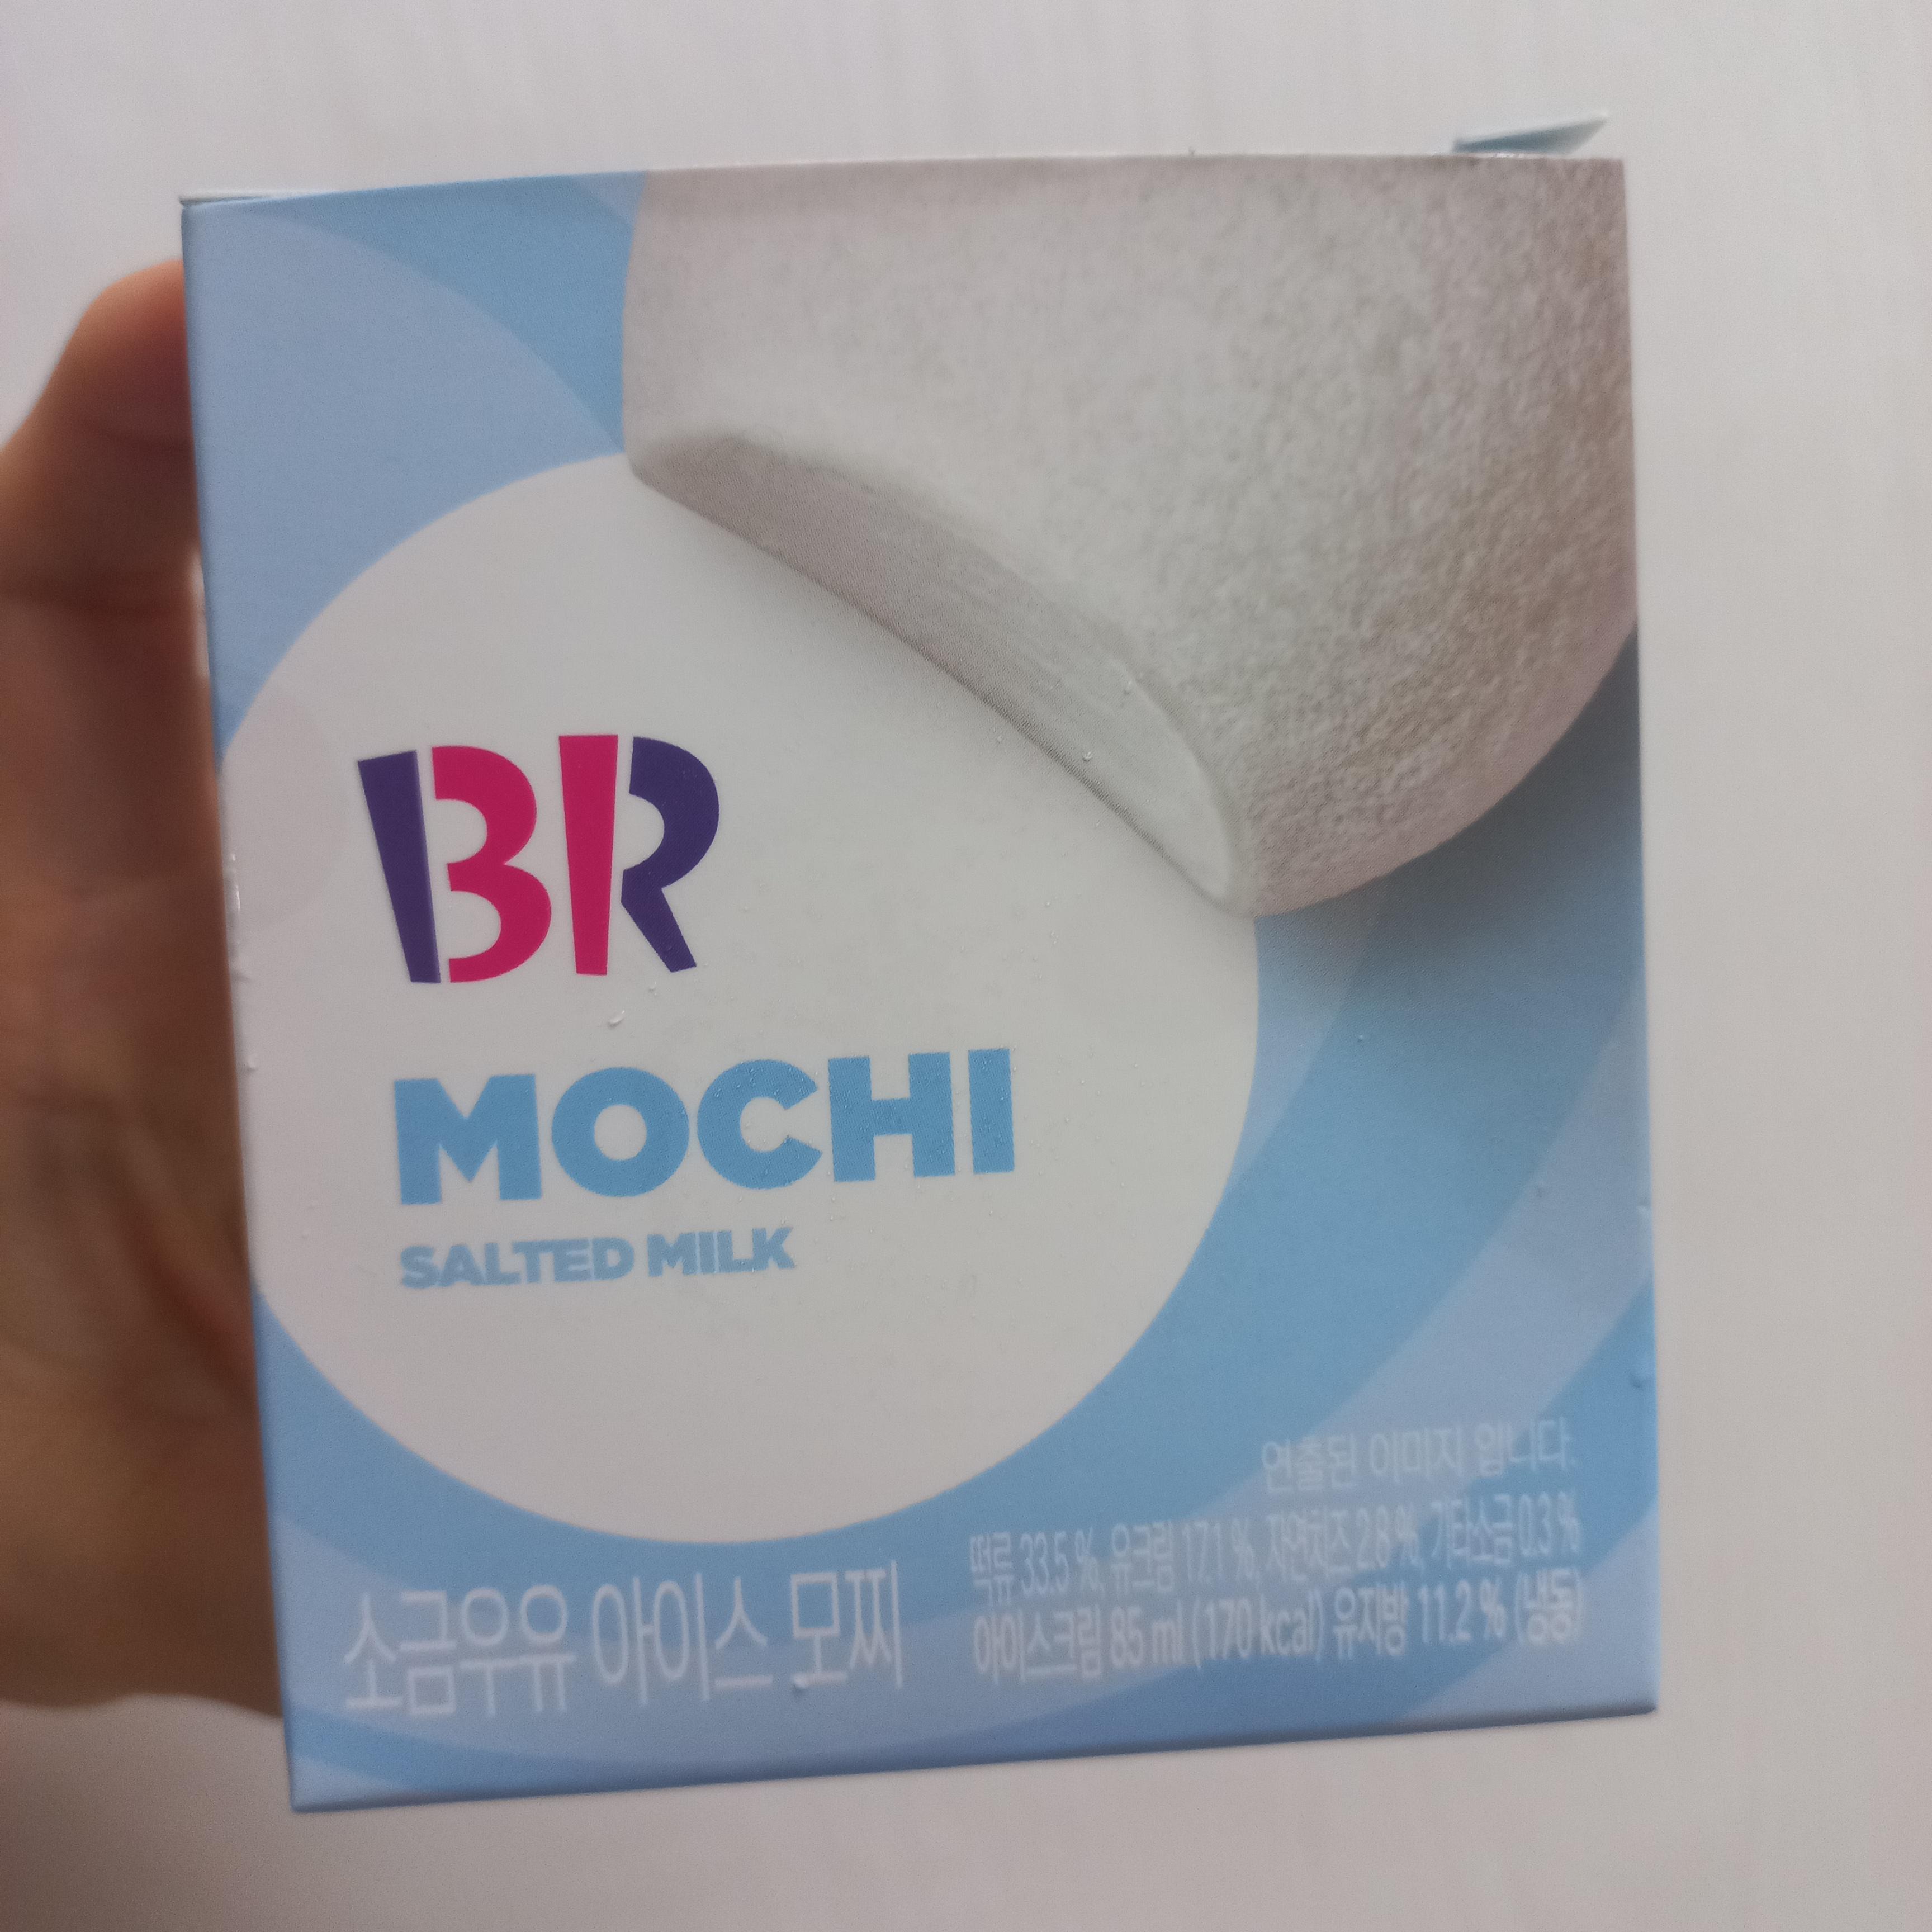 BR
MOCHI
SALTED MILK
연출된 이미지 입니다.
떡류 33.5 %, 유크림 17.1 %, 자연치즈 2.8 %, 기타소금 0.3 %
아이스크림 85 ml (170 kcal) 유지방 11.2 % (냉동)
소금우유 아이스 모찌